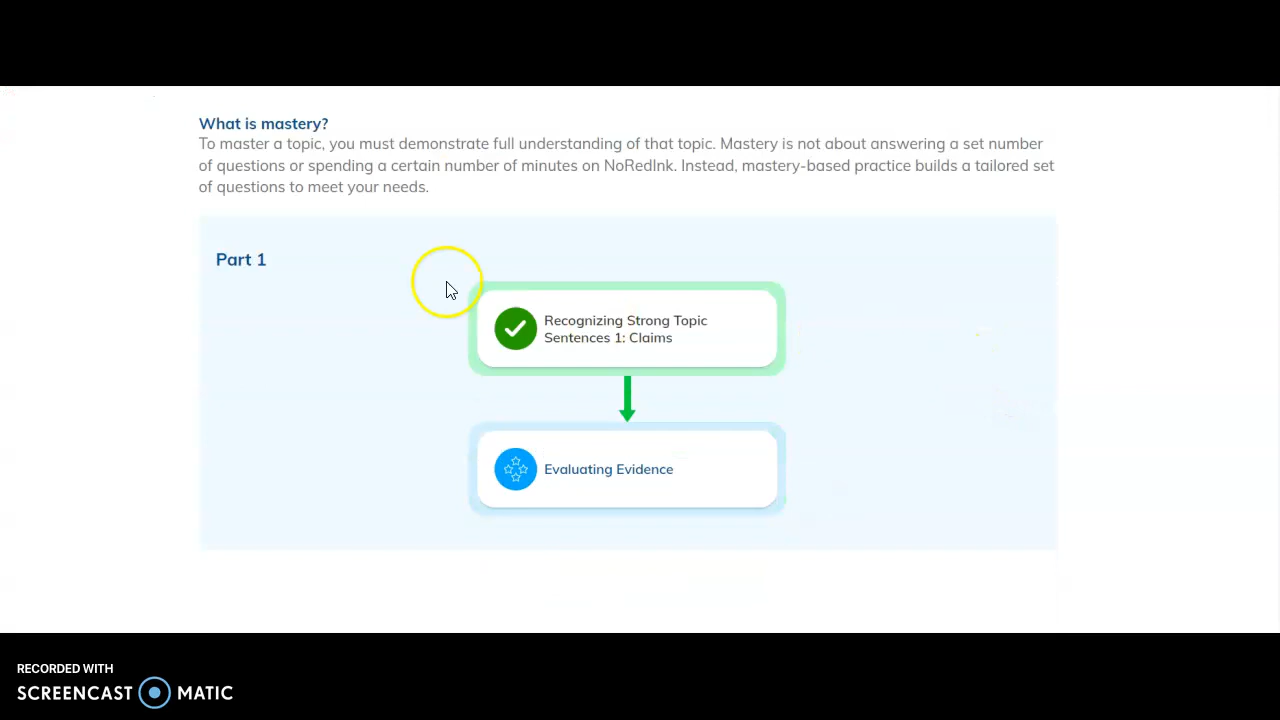 What is mastery?
To master a topic, you must demonstrate full understanding of that topic. Mastery is not about answering a set number
of questions or spending a certain number of minutes on NoRedInk. Instead, mastery-based practice builds a tailored set
of questions to meet your needs.
Part 1
Recognizing Strong Topic
Sentences 1: Claims
Evaluating Evidence
RECORDED WITH
SCREENCAST MATIC